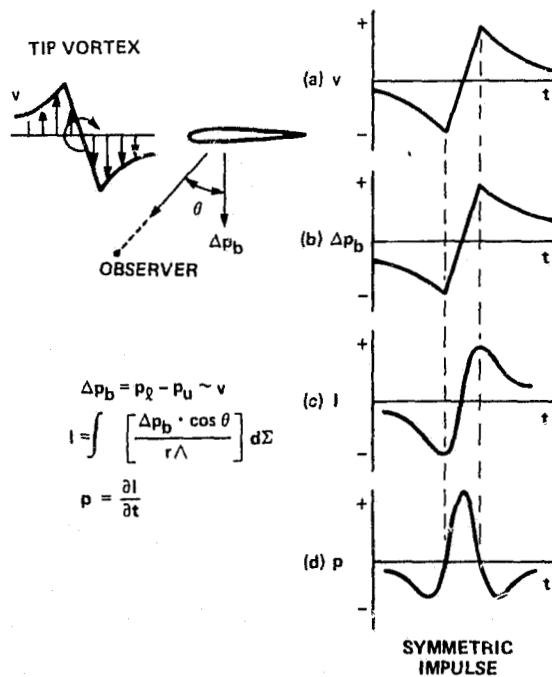 TIP VORTEX
v
θ
Δp_b
OBSERVER
Δp_b = p_ℓ − p_u ~ v
I = ∫ [Δp_b · cos θ / rΛ] dΣ
p = ∂I/∂t
+
(a) v
t
−
+
(b) Δp_b
t
−
+
(c) I
t
−
+
(d) p
t
−
SYMMETRIC
IMPULSE